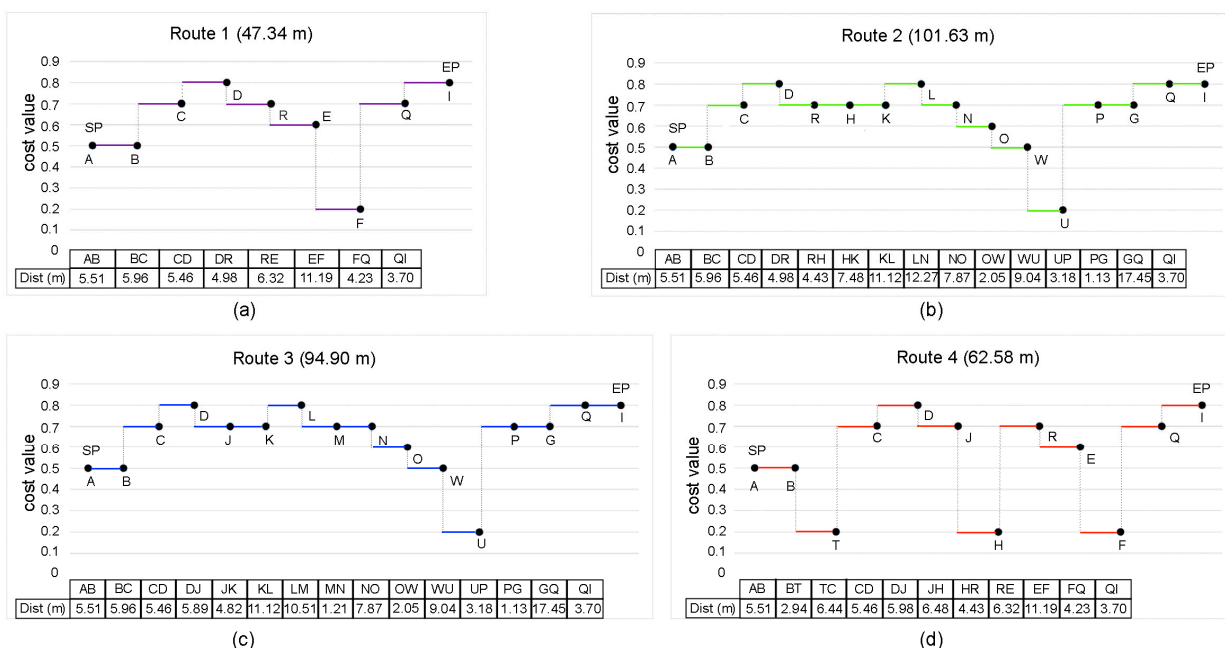 Route 1 (47.34 m)
cost value
0.9
0.8
0.7
0.6
0.5
0.4
0.3
0.2
0.1
0
SP
EP
A B C D R E F Q I
AB BC CD DR RE EF FQ QI
Dist (m) 5.51 5.96 5.46 4.98 6.32 11.19 4.23 3.70
(a)
Route 2 (101.63 m)
cost value
0.9
0.8
0.7
0.6
0.5
0.4
0.3
0.2
0.1
0
SP
EP
A B C D R H K L N O W U P G Q I
AB BC CD DR RH HK KL LN NO OW WU UP PG GQ QI
Dist (m) 5.51 5.96 5.46 4.98 4.43 7.48 11.12 12.27 7.87 2.05 9.04 3.18 1.13 17.45 3.70
(b)
Route 3 (94.90 m)
cost value
0.9
0.8
0.7
0.6
0.5
0.4
0.3
0.2
0.1
0
SP
EP
A B C D J K L M N O W U P G Q I
AB BC CD DJ JK KL LM MN NO OW WU UP PG GQ QI
Dist (m) 5.51 5.96 5.46 5.89 4.82 11.12 10.51 1.21 7.87 2.05 9.04 3.18 1.13 17.45 3.70
(c)
Route 4 (62.58 m)
cost value
0.9
0.8
0.7
0.6
0.5
0.4
0.3
0.2
0.1
0
SP
EP
A B T C D J H R E F Q I
AB BT TC CD DJ JH HR RE EF FQ QI
Dist (m) 5.51 2.94 6.44 5.46 5.98 6.48 4.43 6.32 11.19 4.23 3.70
(d)